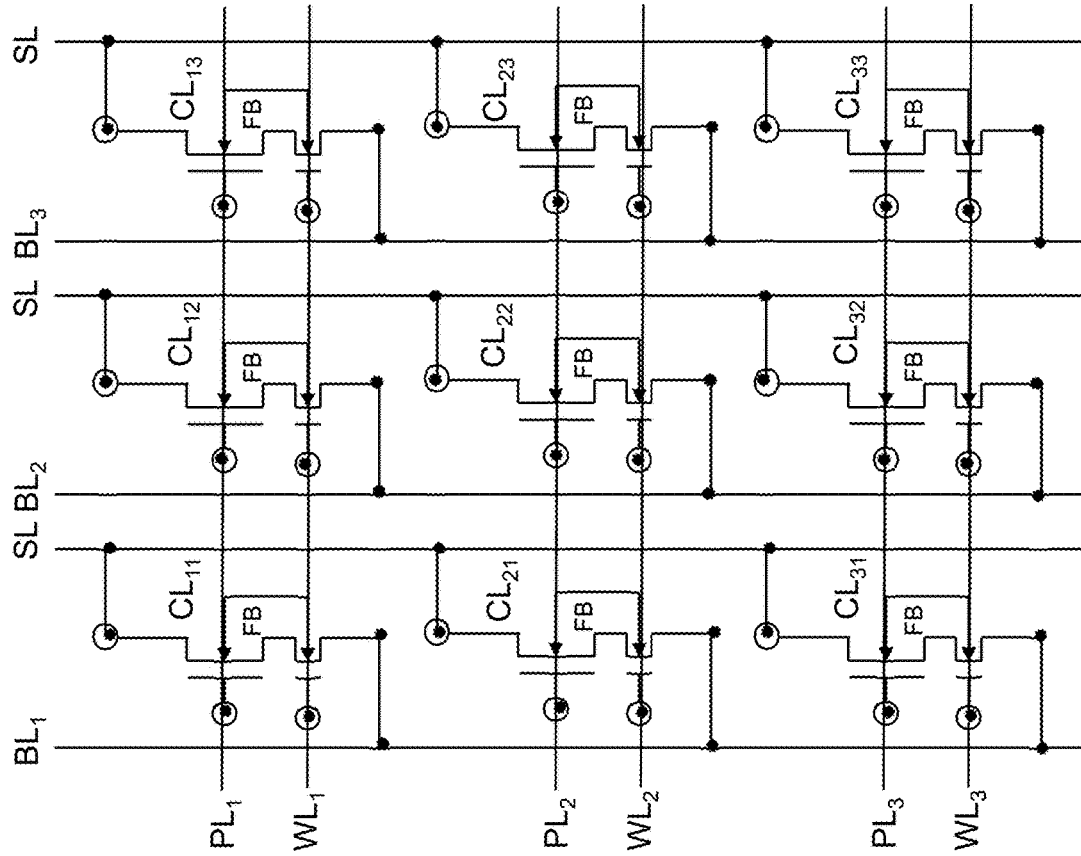 SL
CL₁₃
FB
CL₂₃
FB
CL₃₃
FB
BL₃
SL
CL₁₂
FB
CL₂₂
FB
CL₃₂
FB
BL₂
SL
CL₁₁
FB
CL₂₁
FB
CL₃₁
FB
BL₁
PL₁
WL₁
PL₂
WL₂
PL₃
WL₃